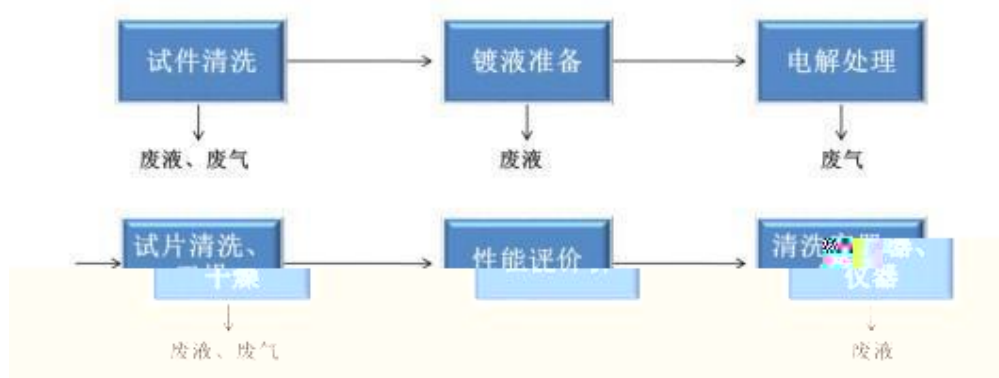 试件清洗
镀液准备
电解处理
废液、废气
废液
废气
试片清洗、
干燥
性能评价
清洗容器、
仪器
废液、废气
废液